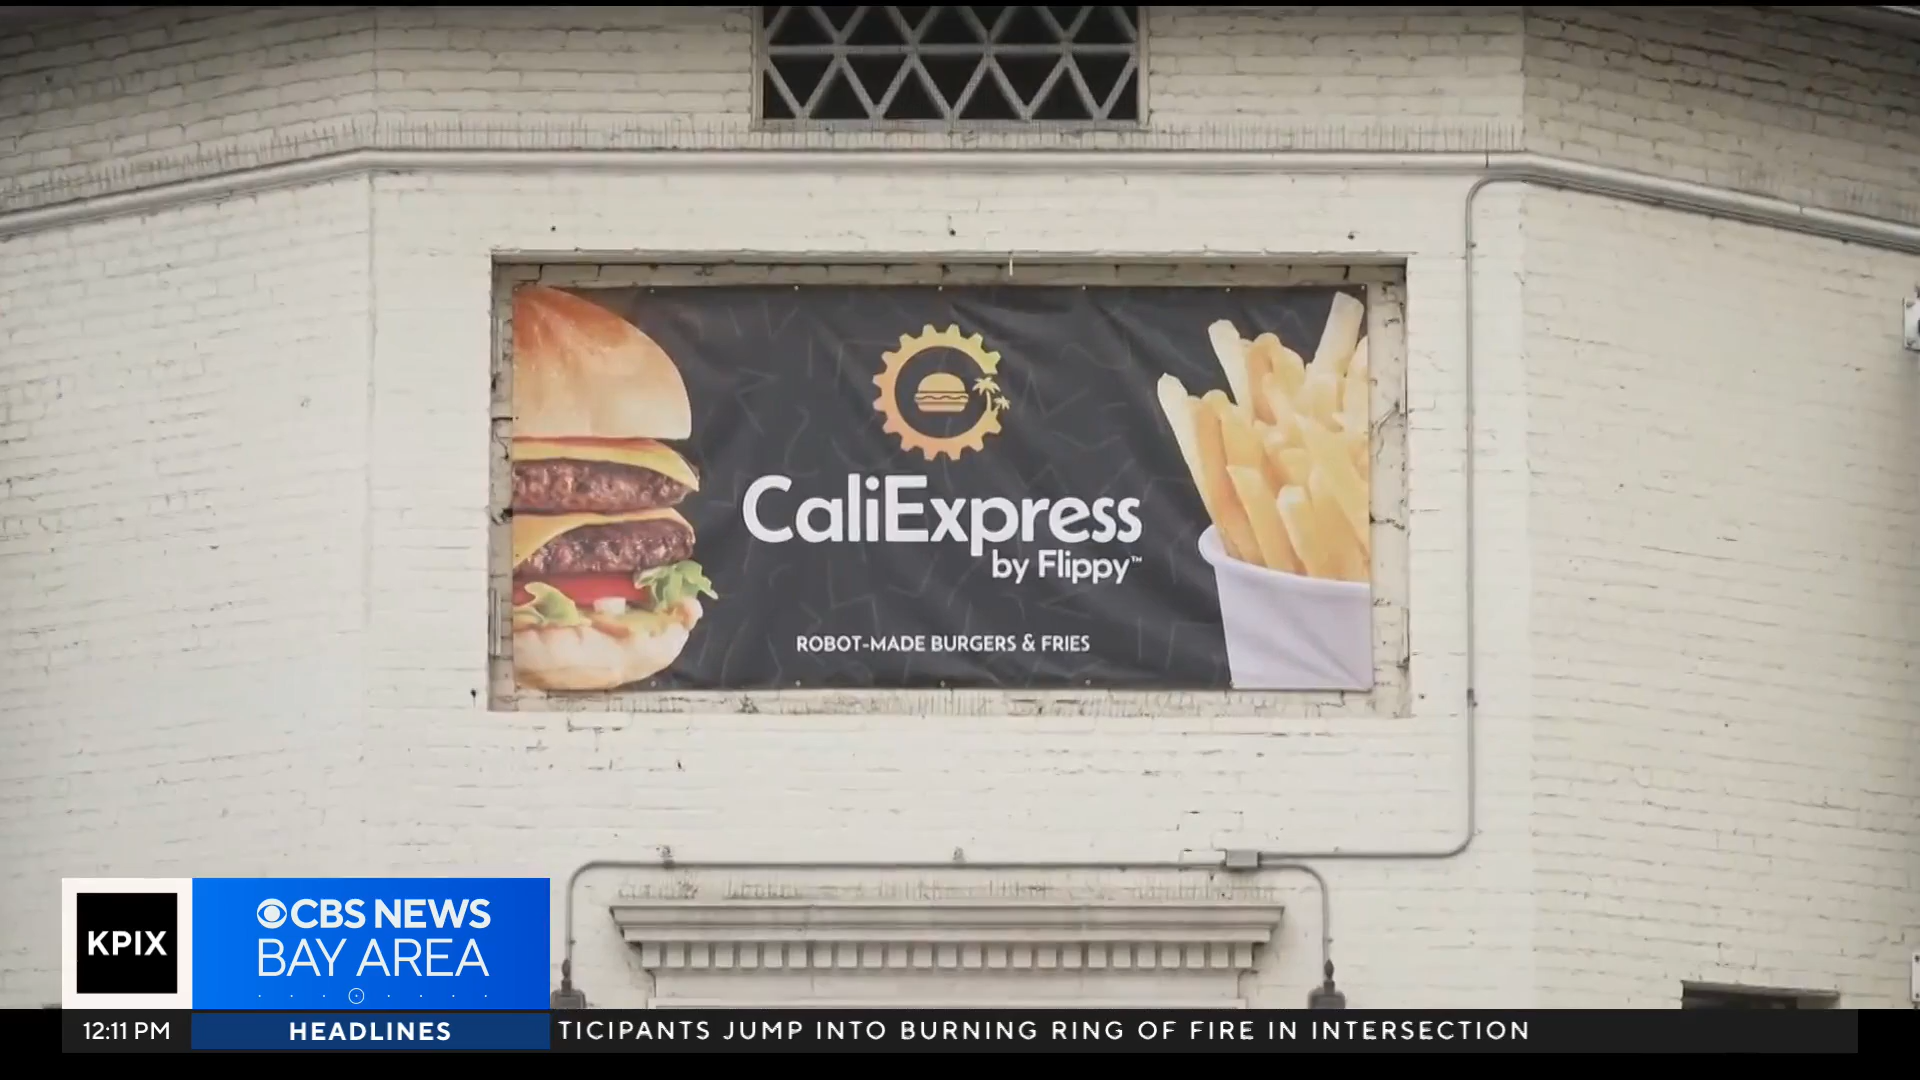 CaliExpress
by Flippy™
ROBOT-MADE BURGERS & FRIES
KPIX
CBS NEWS
BAY AREA
12:11 PM
HEADLINES
TICIPANTS JUMP INTO BURNING RING OF FIRE IN INTERSECTION